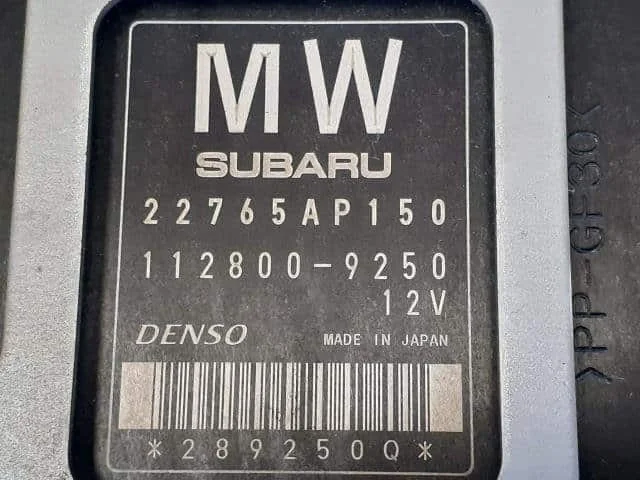 MW
SUBARU
22765AP150
112800-9250
12V
DENSO MADE IN JAPAN
*289250Q*
>PP-GF30<